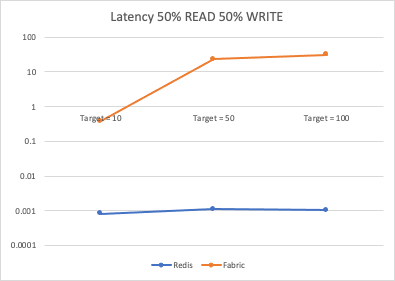 Latency 50% READ 50% WRITE
100
10
1
Target = 10 Target = 50 Target = 100
0.1
0.01
0.001
0.0001
Redis Fabric